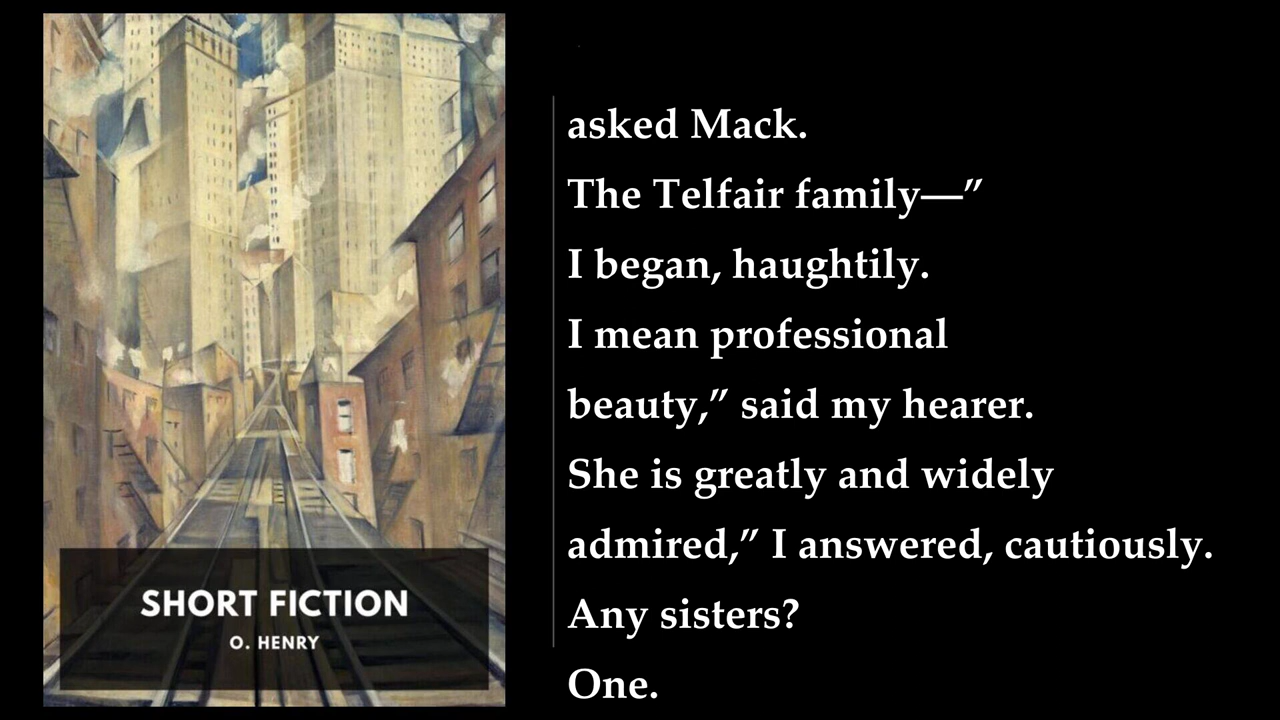 SHORT FICTION
O. HENRY
asked Mack.
The Telfair family—”
I began, haughtily.
I mean professional
beauty,” said my hearer.
She is greatly and widely
admired,” I answered, cautiously.
Any sisters?
One.